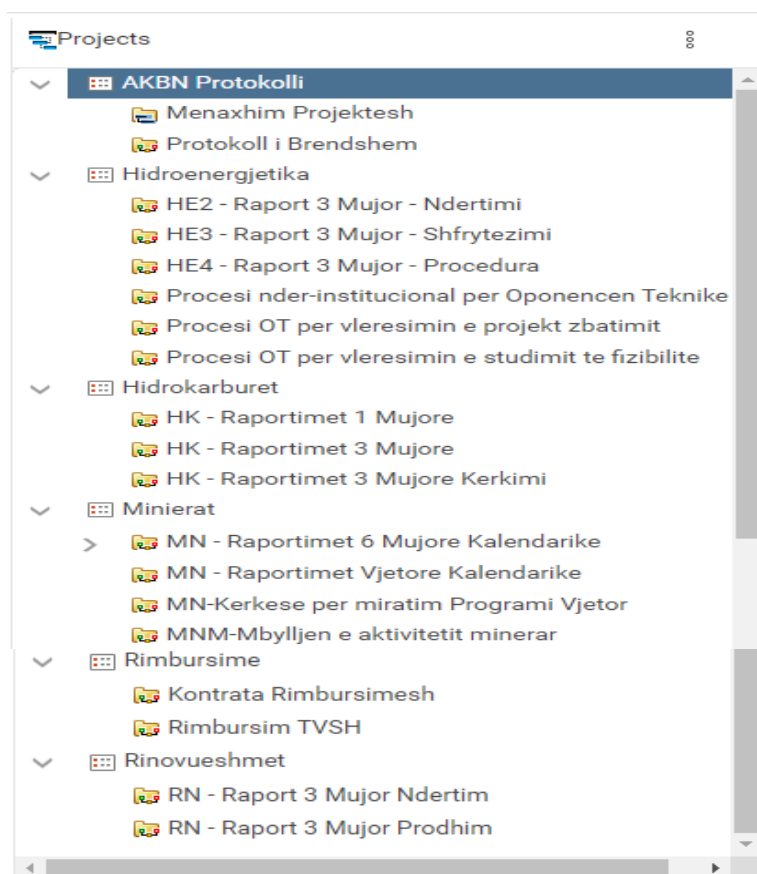 Projects
AKBN Protokolli
Menaxhim Projektesh
Protokoll i Brendshem
Hidroenergjetika
HE2 - Raport 3 Mujor - Ndertimi
HE3 - Raport 3 Mujor - Shfrytezimi
HE4 - Raport 3 Mujor - Procedura
Procesi nder-institucional per Oponencen Teknike
Procesi OT per vleresimin e projekt zbatimit
Procesi OT per vleresimin e studimit te fizibilite
Hidrokarburet
HK - Raportimet 1 Mujore
HK - Raportimet 3 Mujore
HK - Raportimet 3 Mujore Kerkimi
Minierat
MN - Raportimet 6 Mujore Kalendarike
MN - Raportimet Vjetore Kalendarike
MN-Kerkese per miratim Programi Vjetor
MNM-Mbylljen e aktivitetit minerar
Rimbursime
Kontrata Rimbursimesh
Rimbursim TVSH
Rinovueshmet
RN - Raport 3 Mujor Ndertim
RN - Raport 3 Mujor Prodhim